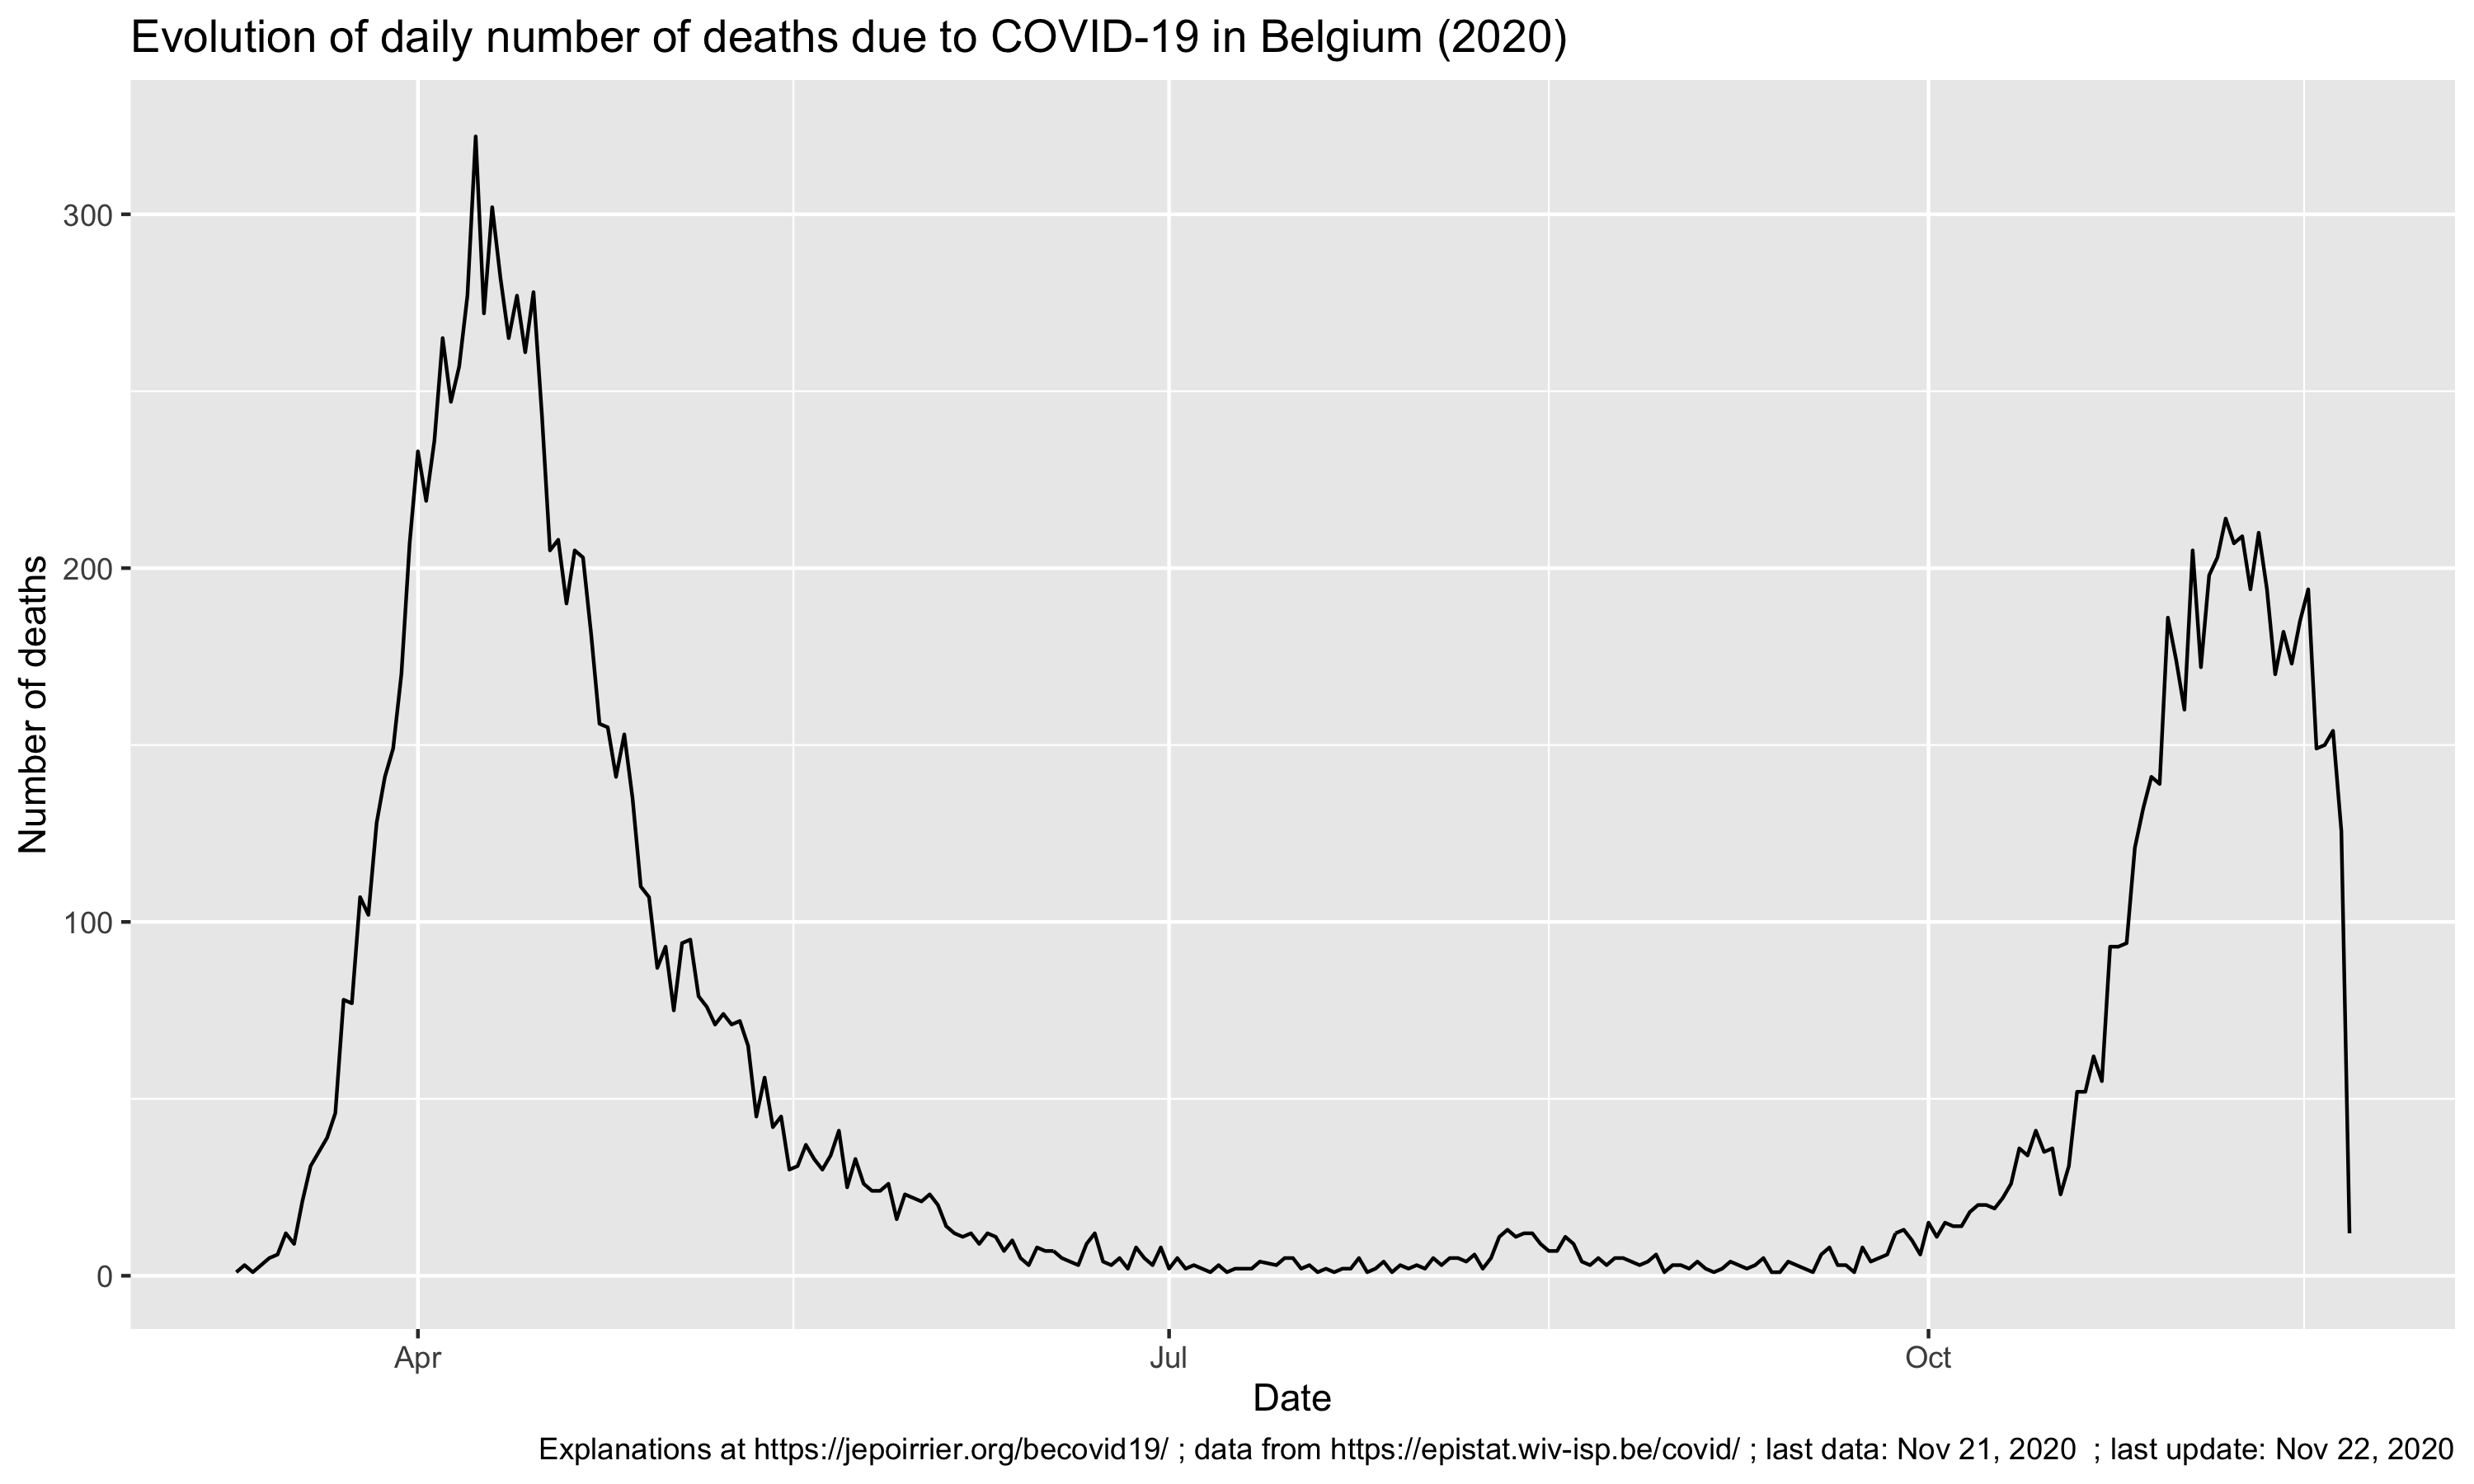 Evolution of daily number of deaths due to COVID-19 in Belgium (2020)
Number of deaths
300
200
100
0
Apr
Jul
Oct
Date
Explanations at https://jepoirrier.org/becovid19/ ; data from https://epistat.wiv-isp.be/covid/ ; last data: Nov 21, 2020  ; last update: Nov 22, 2020